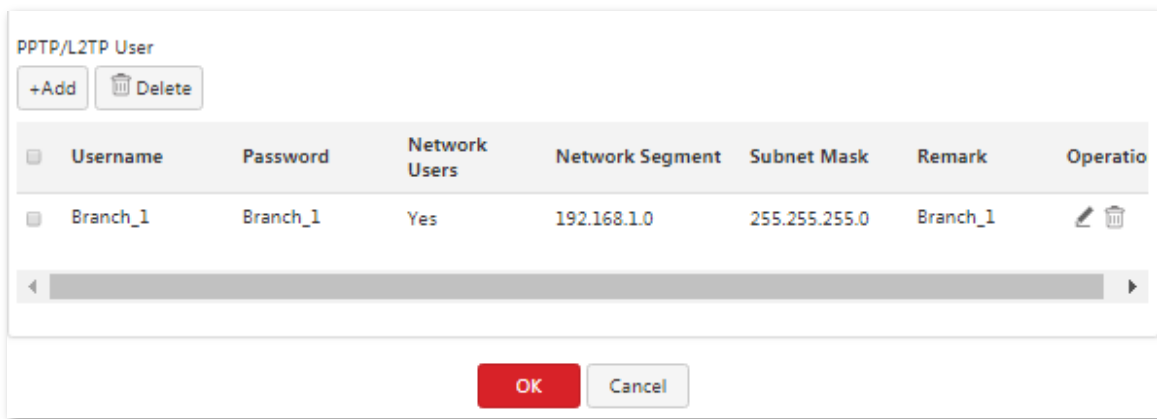 PPTP/L2TP User
+Add Delete
Username Password Network Users Network Segment Subnet Mask Remark Operatio
Branch_1 Branch_1 Yes 192.168.1.0 255.255.255.0 Branch_1
OK Cancel